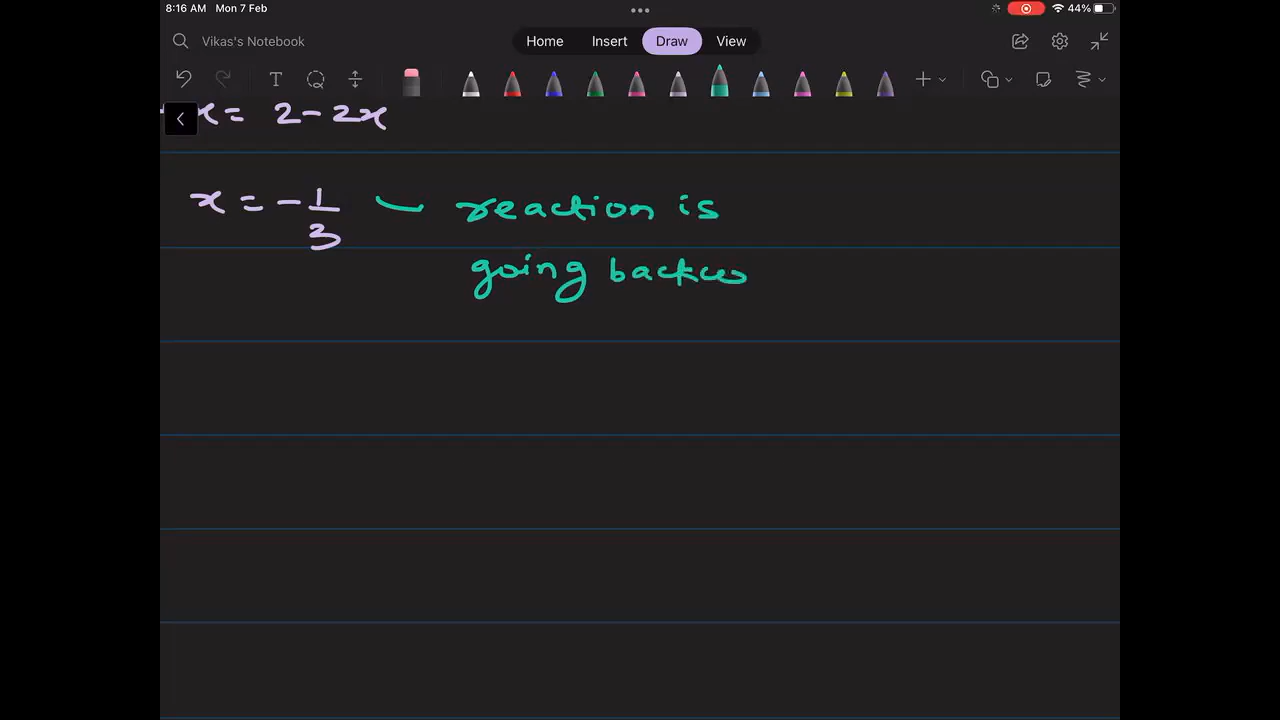 8:16 AM Mon 7 Feb
44%
Vikas's Notebook
Home Insert Draw View
x = 2 - 2x
x = - 1/3 reaction is
going backw